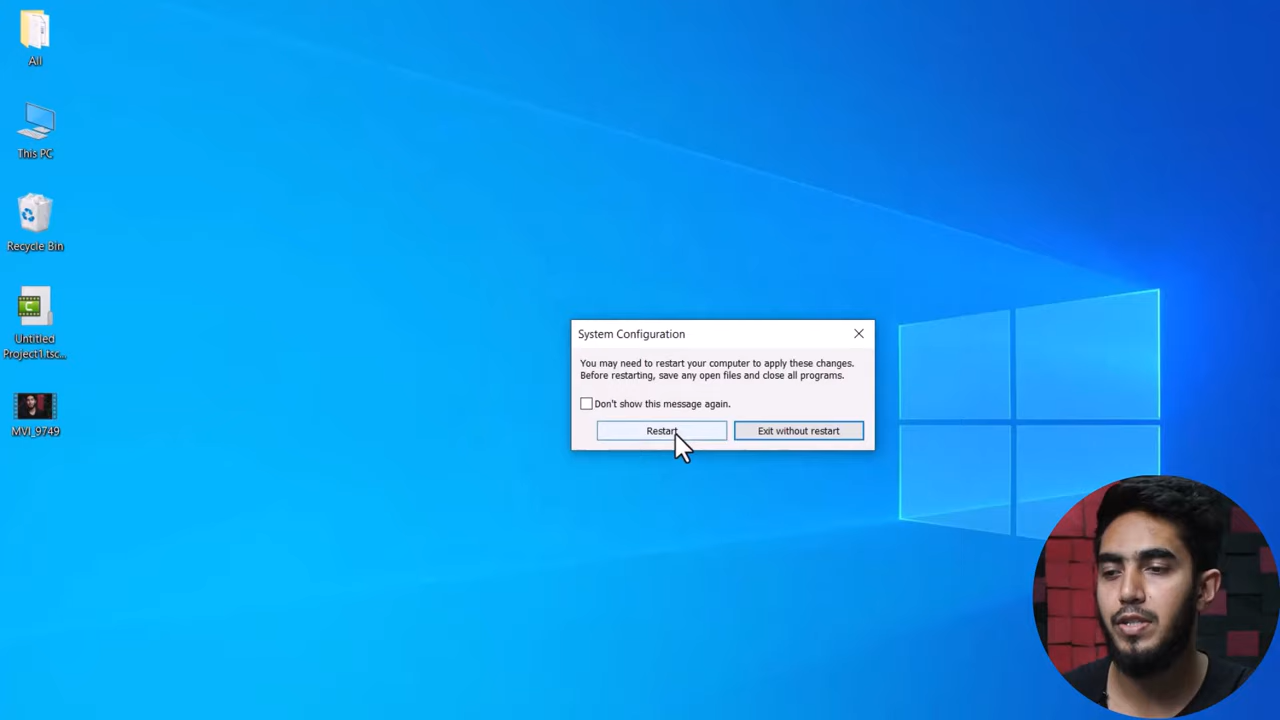 All
This PC
Recycle Bin
Untitled
Project1.tsc...
MVI_9749
System Configuration
You may need to restart your computer to apply these changes.
Before restarting, save any open files and close all programs.
Don't show this message again.
Restart
Exit without restart